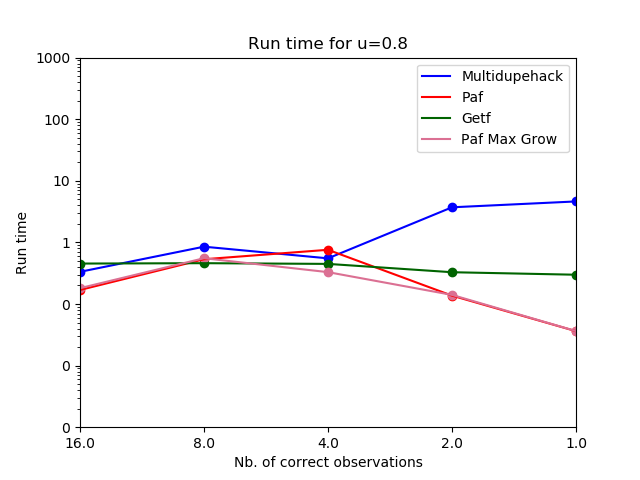 Run time for u=0.8
1000
100
10
1
0
0
0
Run time
Multidupehack
Paf
Getf
Paf Max Grow
16.0 8.0 4.0 2.0 1.0
Nb. of correct observations